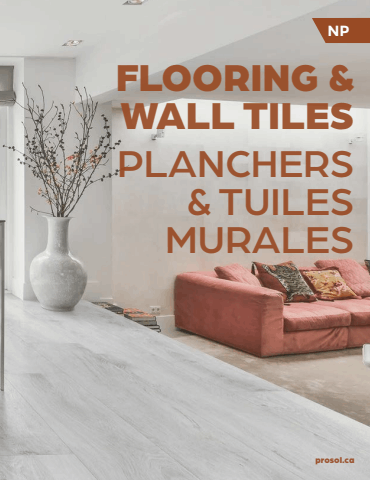 NP
FLOORING &
WALL TILES
PLANCHERS
& TUILES
MURALES
prosol.ca